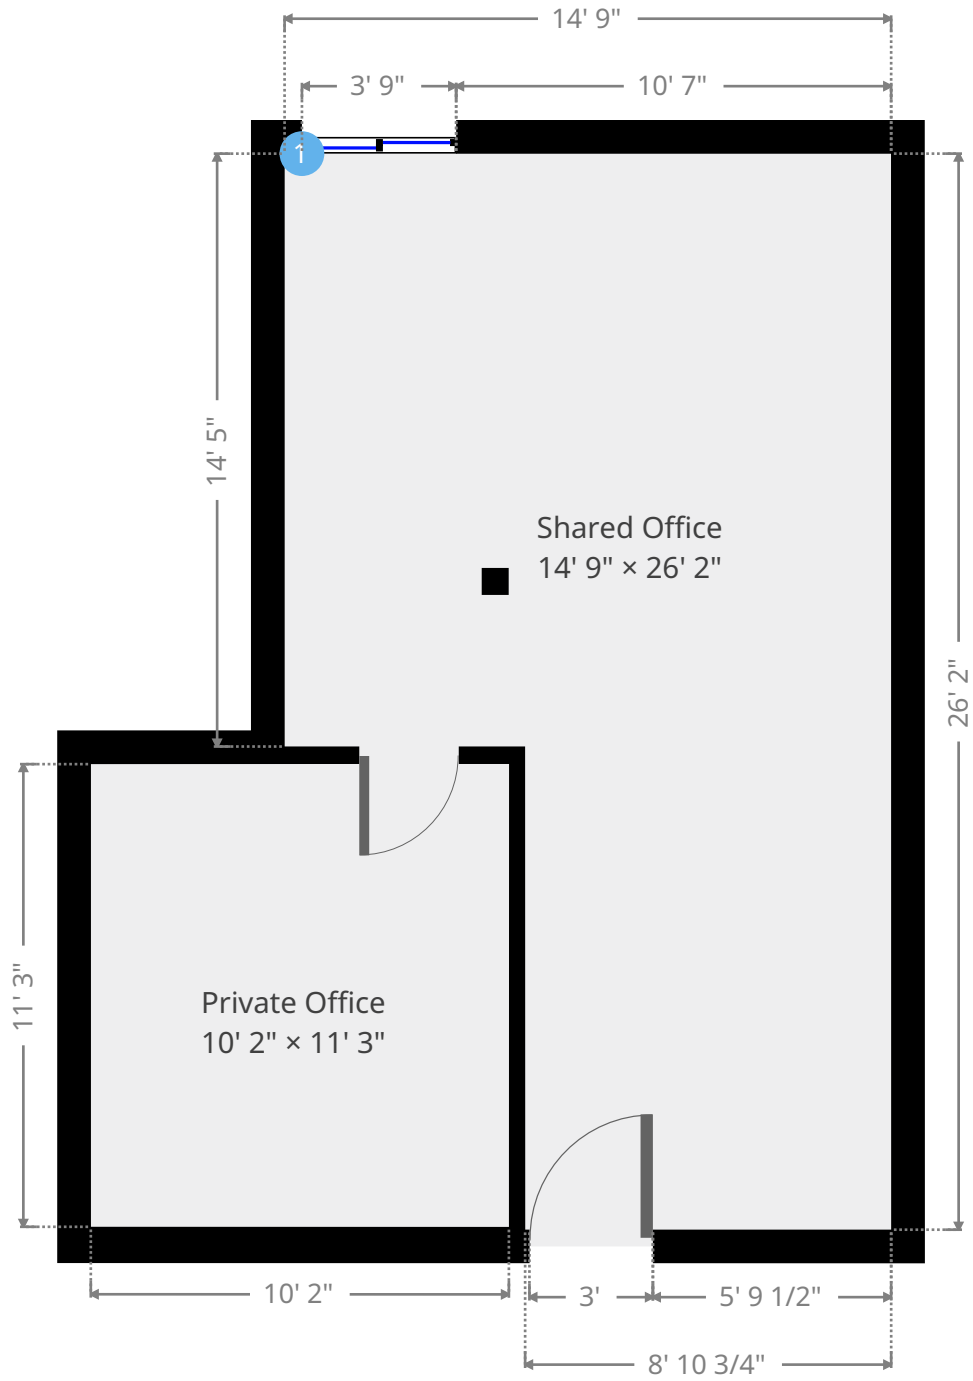 14' 9"
3' 9"
10' 7"
1
14' 5"
Shared Office
14' 9" × 26' 2"
26' 2"
11' 3"
Private Office
10' 2" × 11' 3"
10' 2"
3'
5' 9 1/2"
8' 10 3/4"